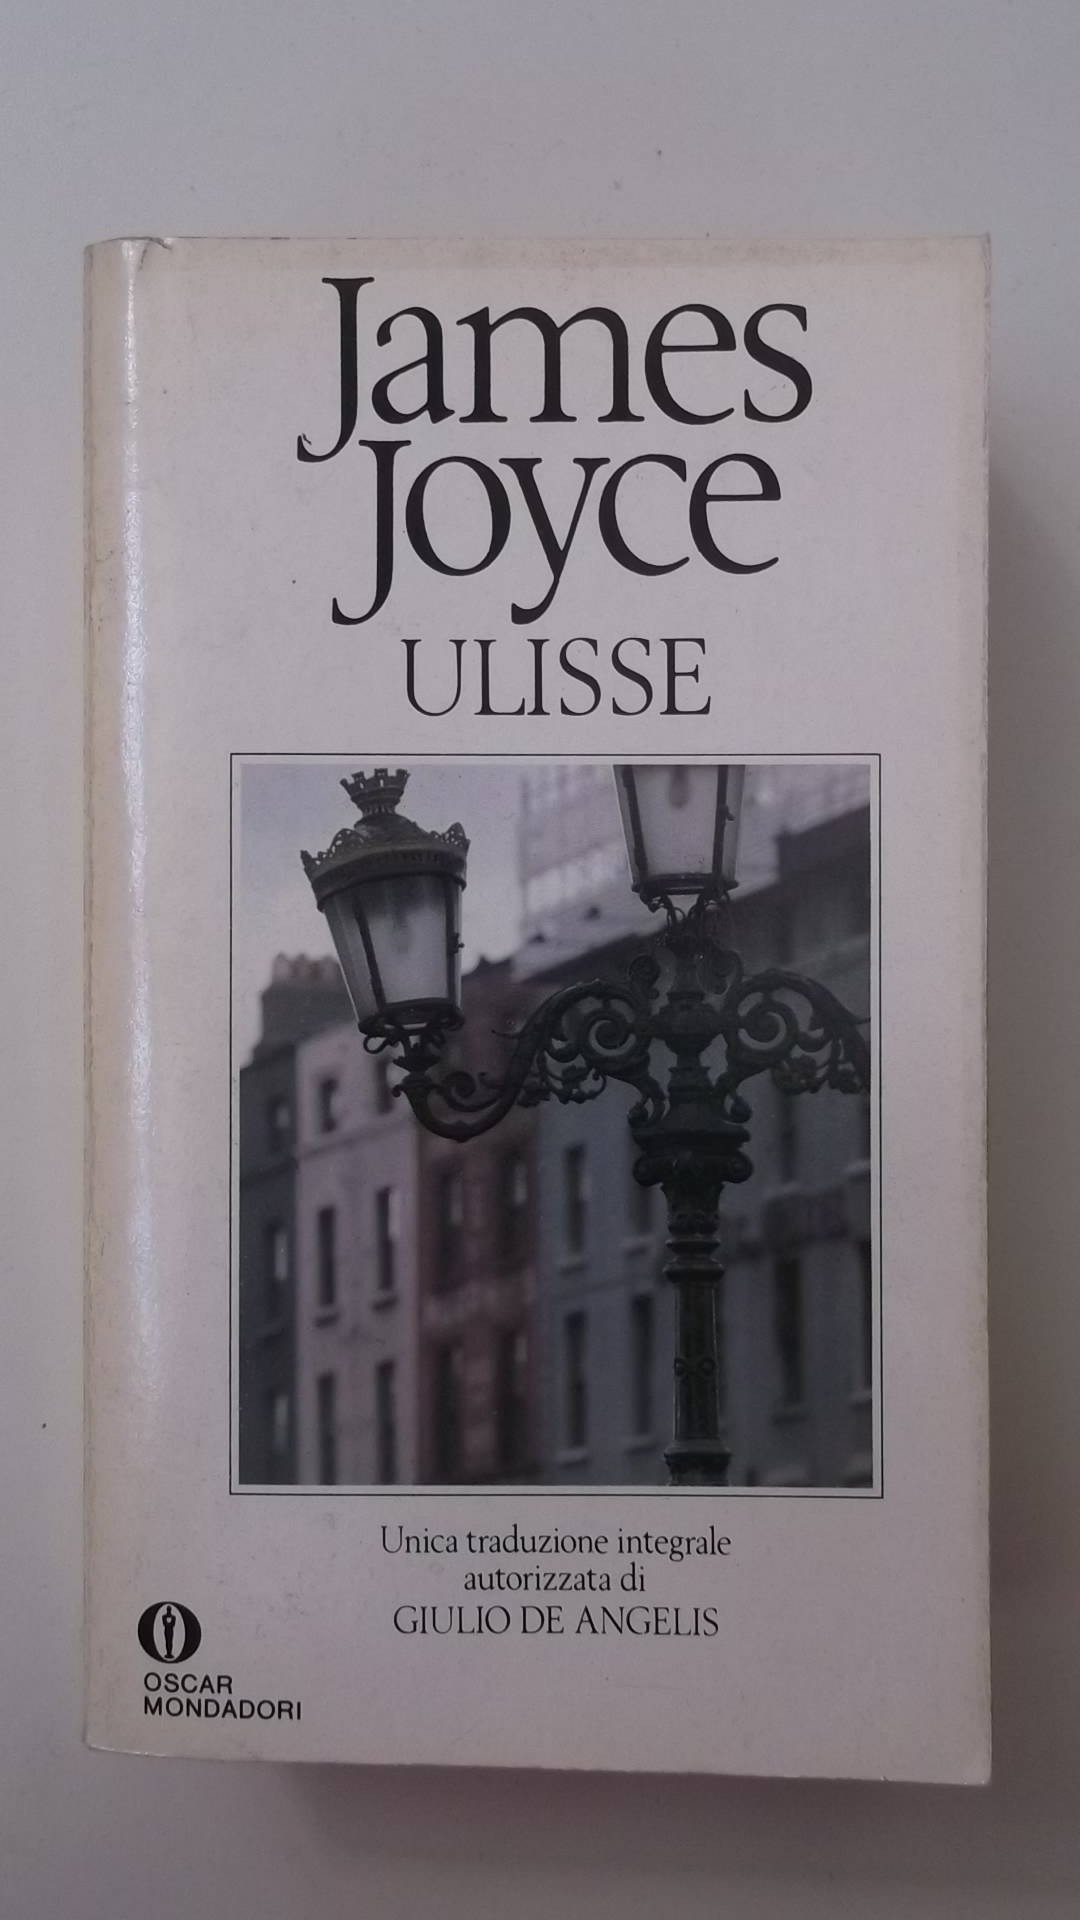 James
Joyce
ULISSE
Unica traduzione integrale
autorizzata di
GIULIO DE ANGELIS
OSCAR
MONDADORI